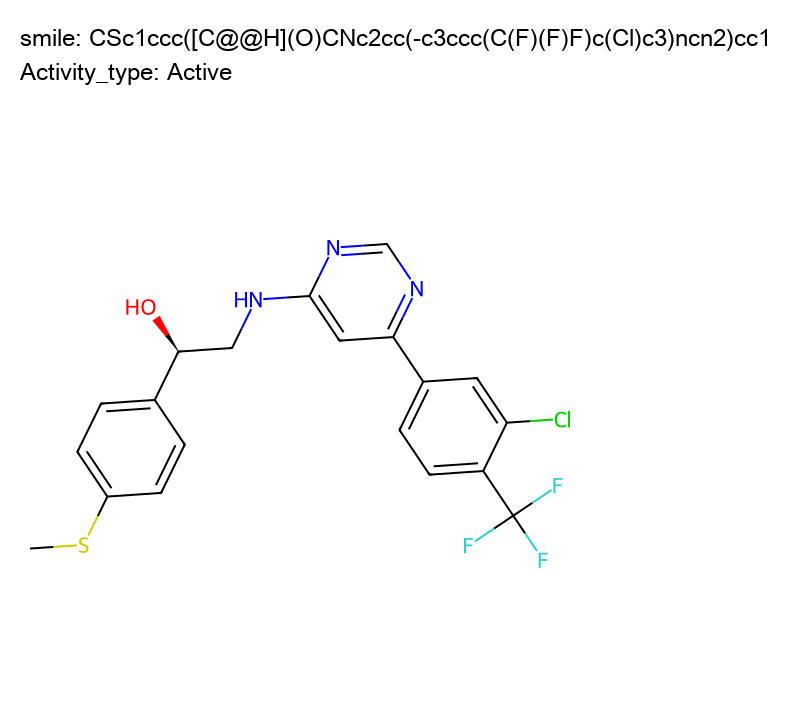 smile: CSc1ccc([C@@H](O)CNc2cc(-c3ccc(C(F)(F)F)c(Cl)c3)ncn2)cc1
Activity_type: Active
N
N
HN
HO
Cl
F
F
F
S